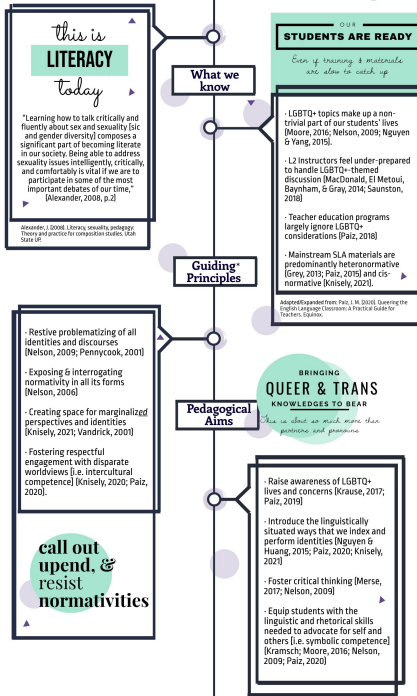 this is
LITERACY
today
"Learning how to talk critically and
fluently about sex and sexuality [sic
and gender diversity] composes a
significant part of becoming literate
in our society. Being able to address
sexuality issues intelligently, critically,
and comfortably is vital if we are to
participate in some of the most
important debates of our time,"
(Alexander, 2008, p.2)
Alexander, J. (2008). Literacy, sexuality, pedagogy:
Theory and practice for composition studies. Utah
State UP.
What we
know
OUR
STUDENTS ARE READY
Even if training & materials
are slow to catch up
· LGBTQ+ topics make up a non-
trivial part of our students' lives
(Moore, 2016; Nelson, 2009; Nguyen
& Yang, 2015).
· L2 Instructors feel under-prepared
to handle LGBTQ+-themed
discussion (MacDonald, El Metoui,
Baynham, & Gray, 2014; Saunston,
2018)
· Teacher education programs
largely ignore LGBTQ+
considerations (Paiz, 2018)
· Mainstream SLA materials are
predominantly heteronormative
(Grey, 2013; Paiz, 2015) and cis-
normative (Knisely, 2021).
Adapted/Expanded from: Paiz, J. M. (2020). Queering the
English Language Classroom: A Practical Guide for
Teachers. Equinox.
Guiding*
Principles
· Restive problematizing of all
identities and discourses
(Nelson, 2009; Pennycook, 2001)
· Exposing & interrogating
normativity in all its forms
(Nelson, 2006)
· Creating space for marginalized
perspectives and identities
(Knisely, 2021; Vandrick, 2001)
· Fostering respectful
engagement with disparate
worldviews [i.e. intercultural
competence] (Knisely, 2020; Paiz,
2020).
call out
upend, &
resist
normativities
Pedagogical
Aims
BRINGING
QUEER & TRANS
KNOWLEDGES TO BEAR
This is about so much more than
partners and pronouns
· Raise awareness of LGBTQ+
lives and concerns (Krause, 2017;
Paiz, 2019)
· Introduce the linguistically
situated ways that we index and
perform identities (Nguyen &
Huang, 2015; Paiz, 2020; Knisely,
2021)
· Foster critical thinking (Merse,
2017; Nelson, 2009)
· Equip students with the
linguistic and rhetorical skills
needed to advocate for self and
others [i.e. symbolic competence]
(Kramsch; Moore, 2016; Nelson,
2009; Paiz, 2020)